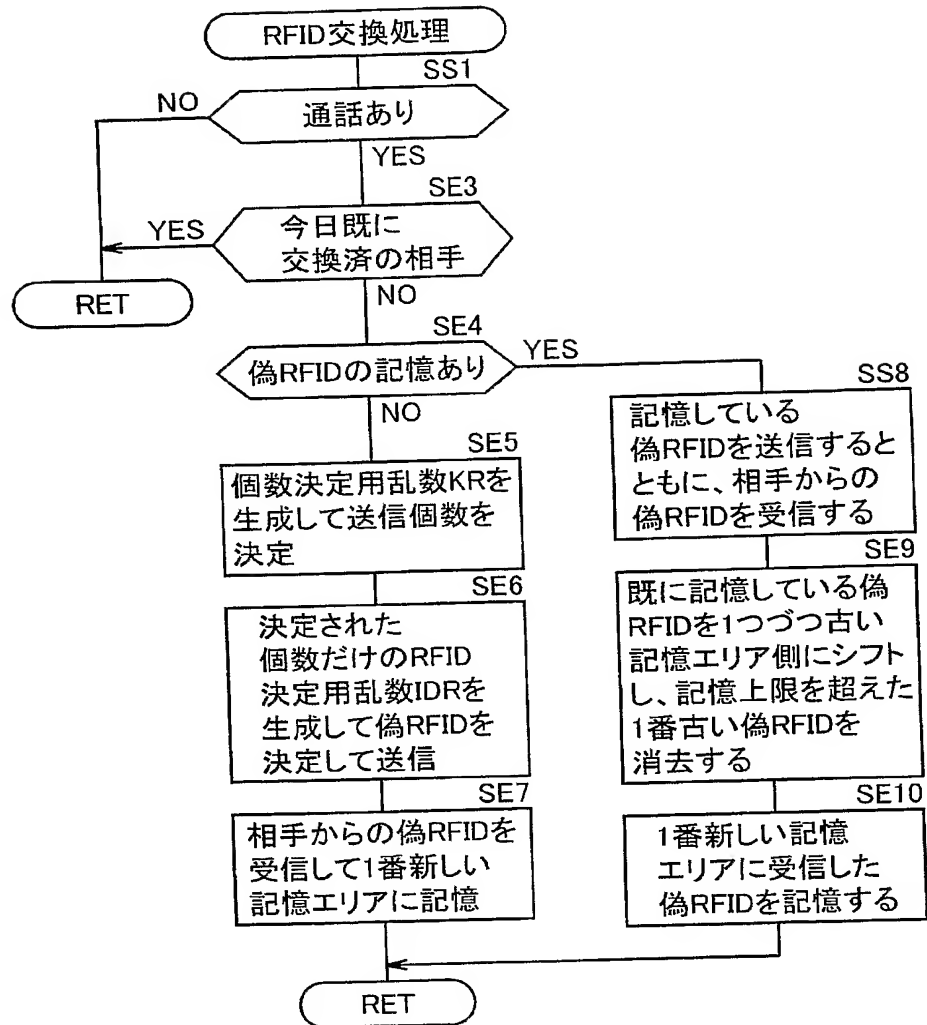 RFID交換処理
SS1
NO
通話あり
YES
SE3
YES
今日既に
交換済の相手
RET
NO
SE4
偽RFIDの記憶あり
YES
NO
SE5
個数決定用乱数KRを
生成して送信個数を
決定
SE6
決定された
個数だけのRFID
決定用乱数IDRを
生成して偽RFIDを
決定して送信
SE7
相手からの偽RFIDを
受信して1番新しい
記憶エリアに記憶
SS8
記憶している
偽RFIDを送信すると
ともに、相手からの
偽RFIDを受信する
SE9
既に記憶している偽
RFIDを1つづつ古い
記憶エリア側にシフト
し、記憶上限を超えた
1番古い偽RFIDを
消去する
SE10
1番新しい記憶
エリアに受信した
偽RFIDを記憶する
RET